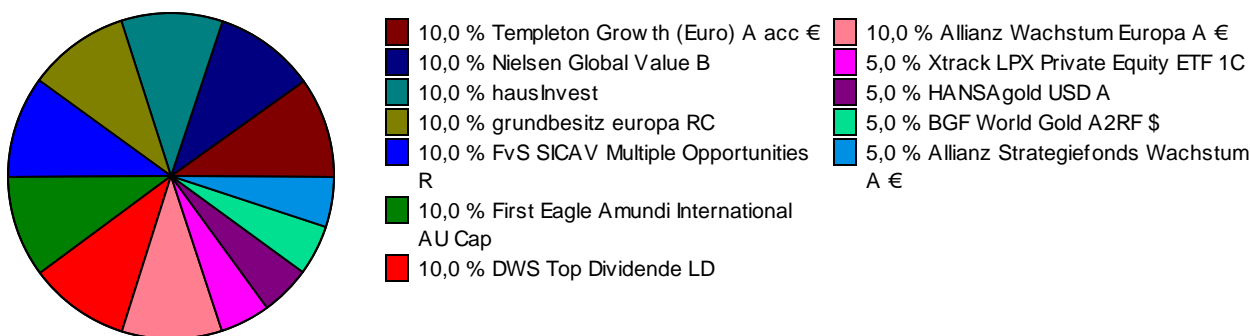 10,0 % Templeton Growth (Euro) A acc €
10,0 % Nielsen Global Value B
10,0 % hausInvest
10,0 % grundbesitz europa RC
10,0 % FvS SICAV Multiple Opportunities
R
10,0 % First Eagle Amundi International
AU Cap
10,0 % DWS Top Dividende LD
10,0 % Allianz Wachstum Europa A €
5,0 % Xtrack LPX Private Equity ETF 1C
5,0 % HANSAgold USD A
5,0 % BGF World Gold A2RF $
5,0 % Allianz Strategiefonds Wachstum
A €